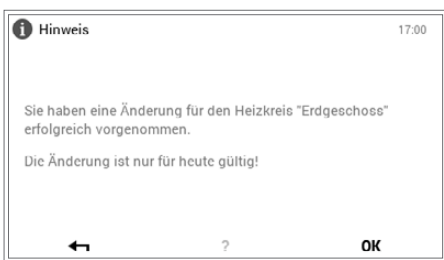 Hinweis 17:00
Sie haben eine Änderung für den Heizkreis "Erdgeschoss"
erfolgreich vorgenommen.
Die Änderung ist nur für heute gültig!
? OK